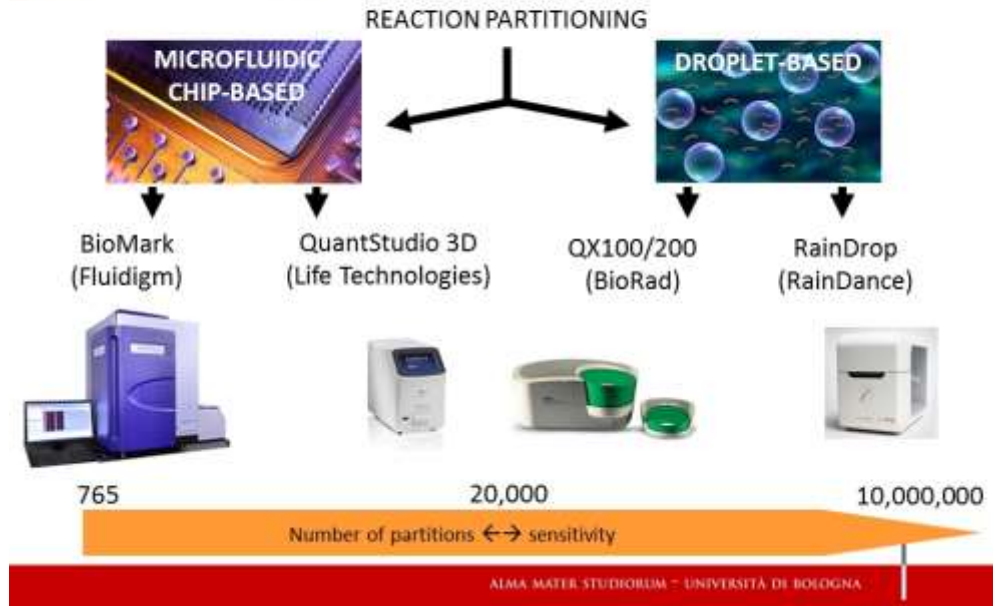 REACTION PARTITIONING
MICROFLUIDIC
CHIP-BASED
DROPLET-BASED
BioMark
(Fluidigm)
QuantStudio 3D
(Life Technologies)
QX100/200
(BioRad)
RainDrop
(RainDance)
765
20,000
10,000,000
Number of partitions ←→ sensitivity
ALMA MATER STUDIORUM – UNIVERSITÀ DI BOLOGNA